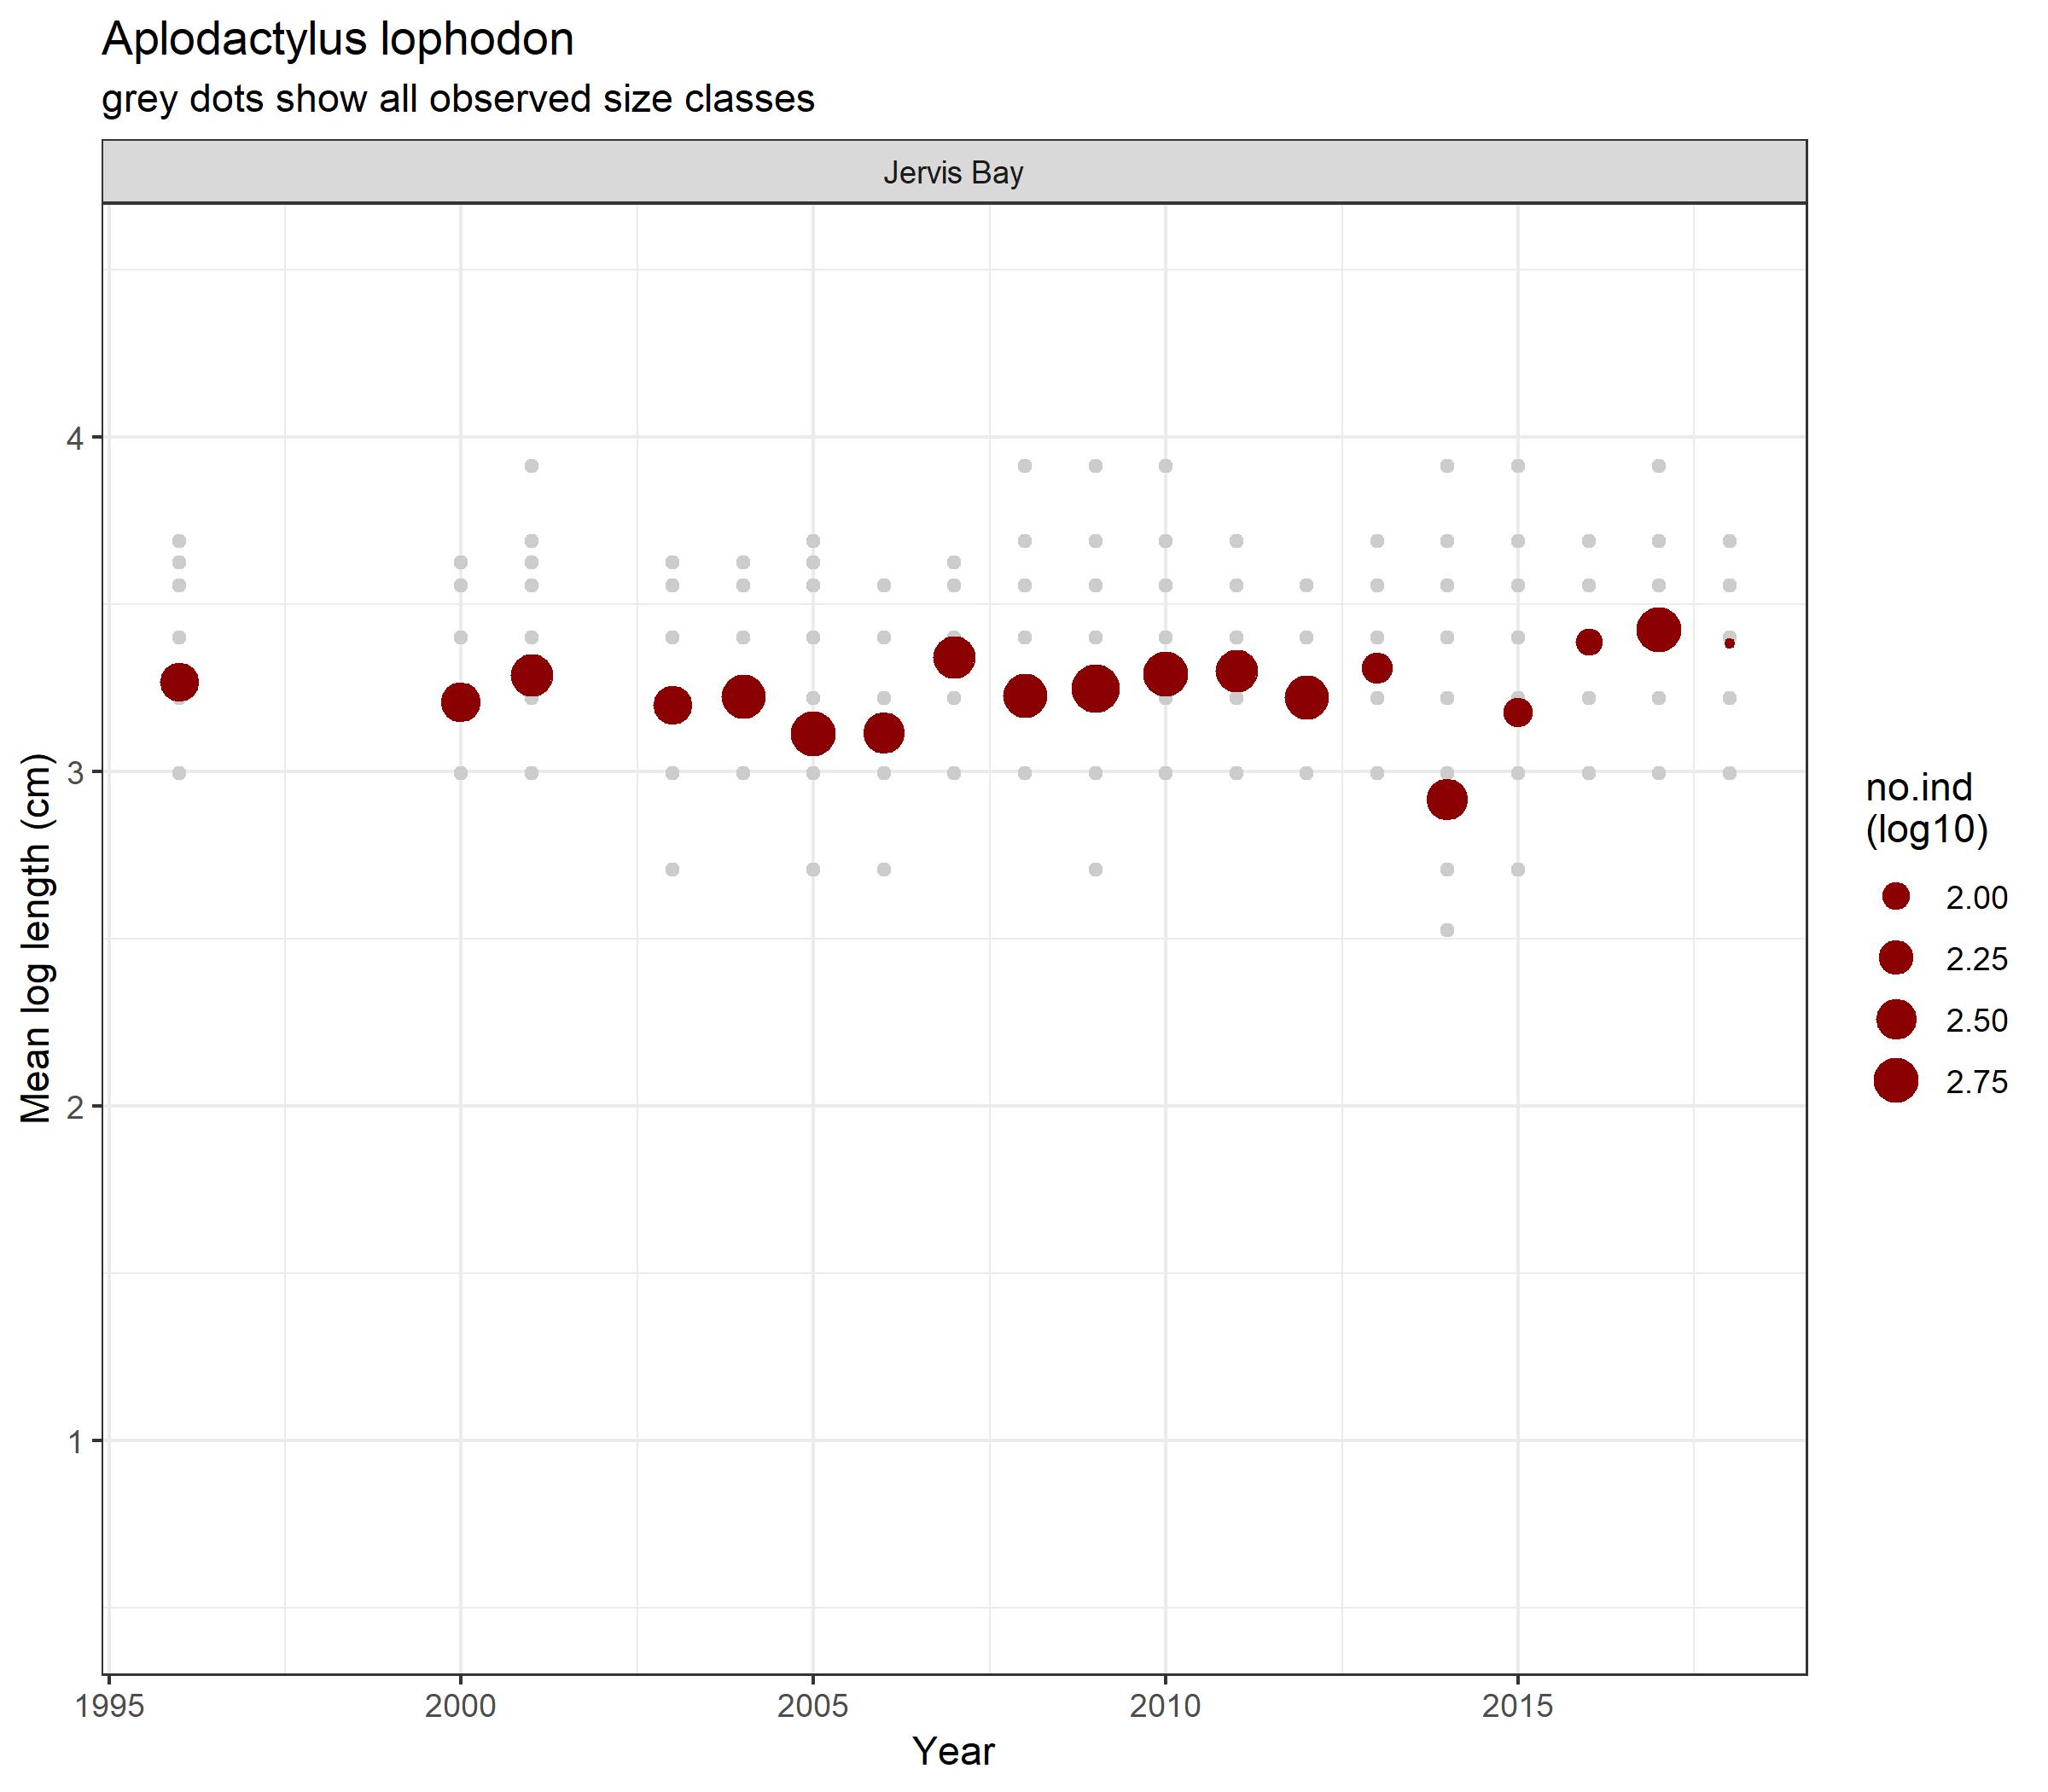 Aplodactylus lophodon
grey dots show all observed size classes
Jervis Bay
Mean log length (cm)
4
3
2
1
1995
2000
2005
2010
2015
Year
no.ind
(log10)
2.00
2.25
2.50
2.75